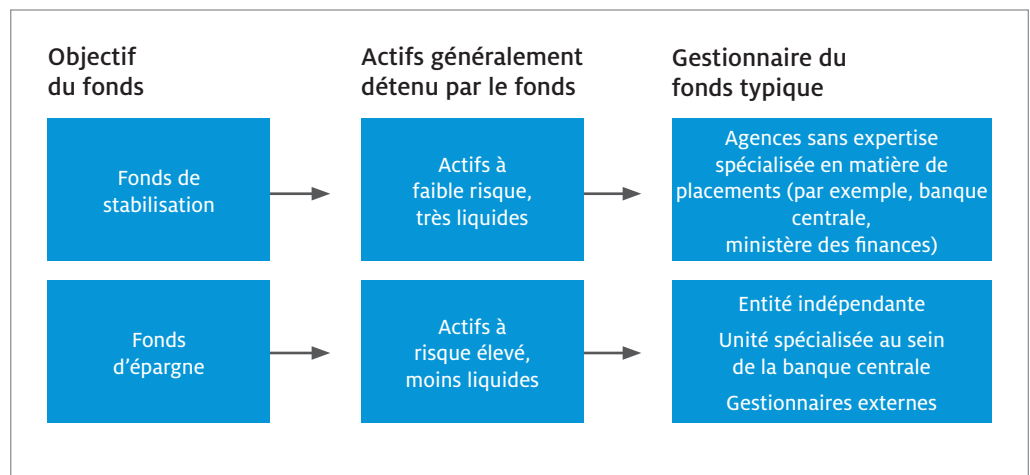 Objectif
du fonds
Actifs généralement
détenu par le fonds
Gestionnaire du
fonds typique
Fonds de
stabilisation
Actifs à
faible risque,
très liquides
Agences sans expertise
spécialisée en matière de
placements (par exemple, banque
centrale,
ministère des finances)
Fonds
d’épargne
Actifs à
risque élevé,
moins liquides
Entité indépendante
Unité spécialisée au sein
de la banque centrale
Gestionnaires externes